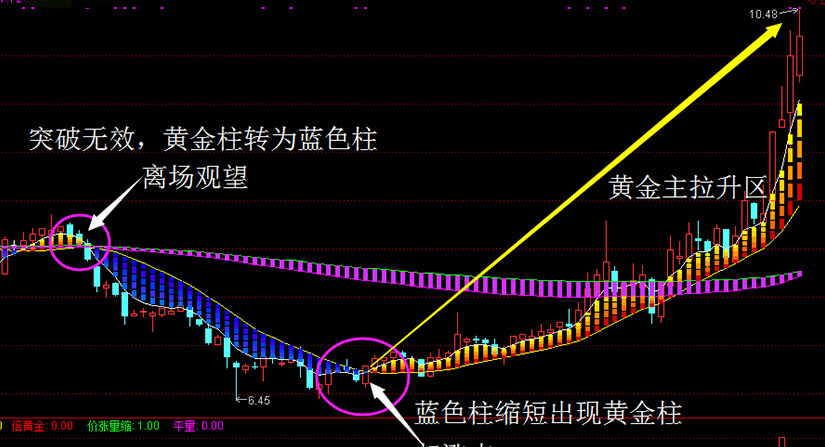 10.48
突破无效，黄金柱转为蓝色柱
离场观望
黄金主拉升区
6.45
蓝色柱缩短出现黄金柱
倍黄金: 0.00 价涨量缩: 1.00 平量: 0.00